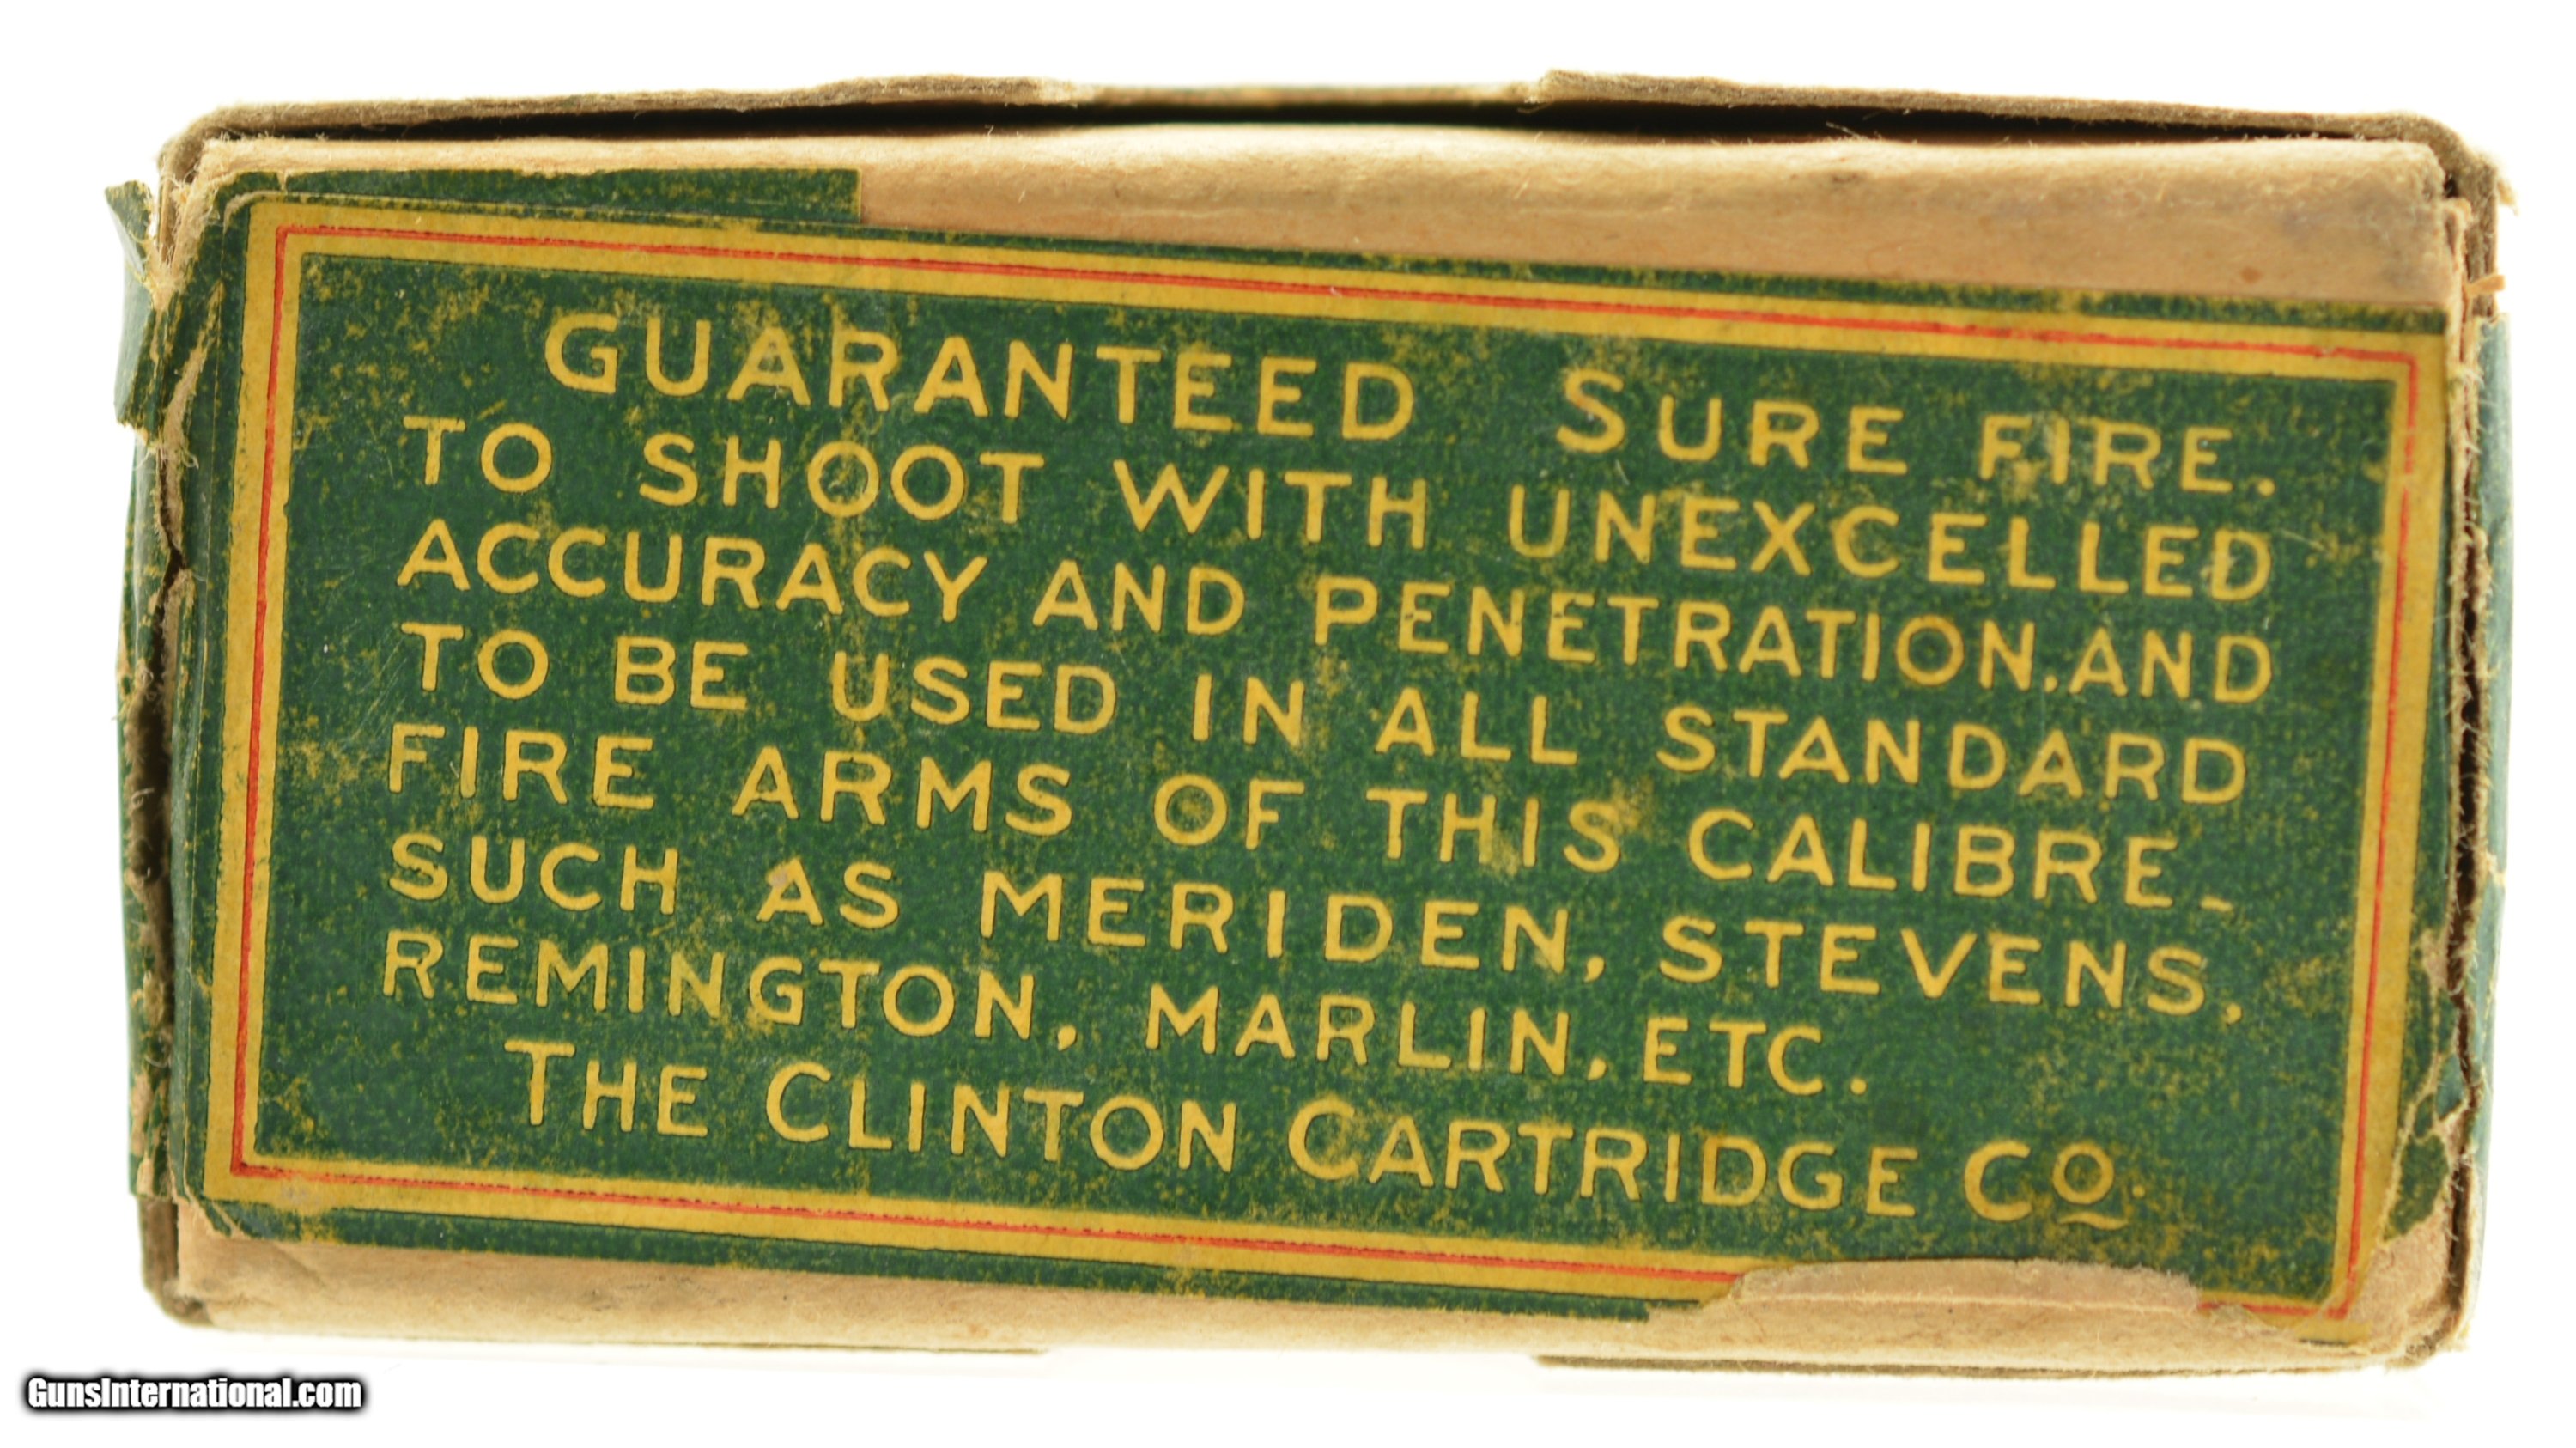 GUARANTEED SURE FIRE.
TO SHOOT WITH UNEXCELLED
ACCURACY AND PENETRATION, AND
TO BE USED IN ALL STANDARD
FIRE ARMS OF THIS CALIBRE-
SUCH AS MERIDEN, STEVENS,
REMINGTON, MARLIN, ETC.
THE CLINTON CARTRIDGE CO.
GunsInternational.com